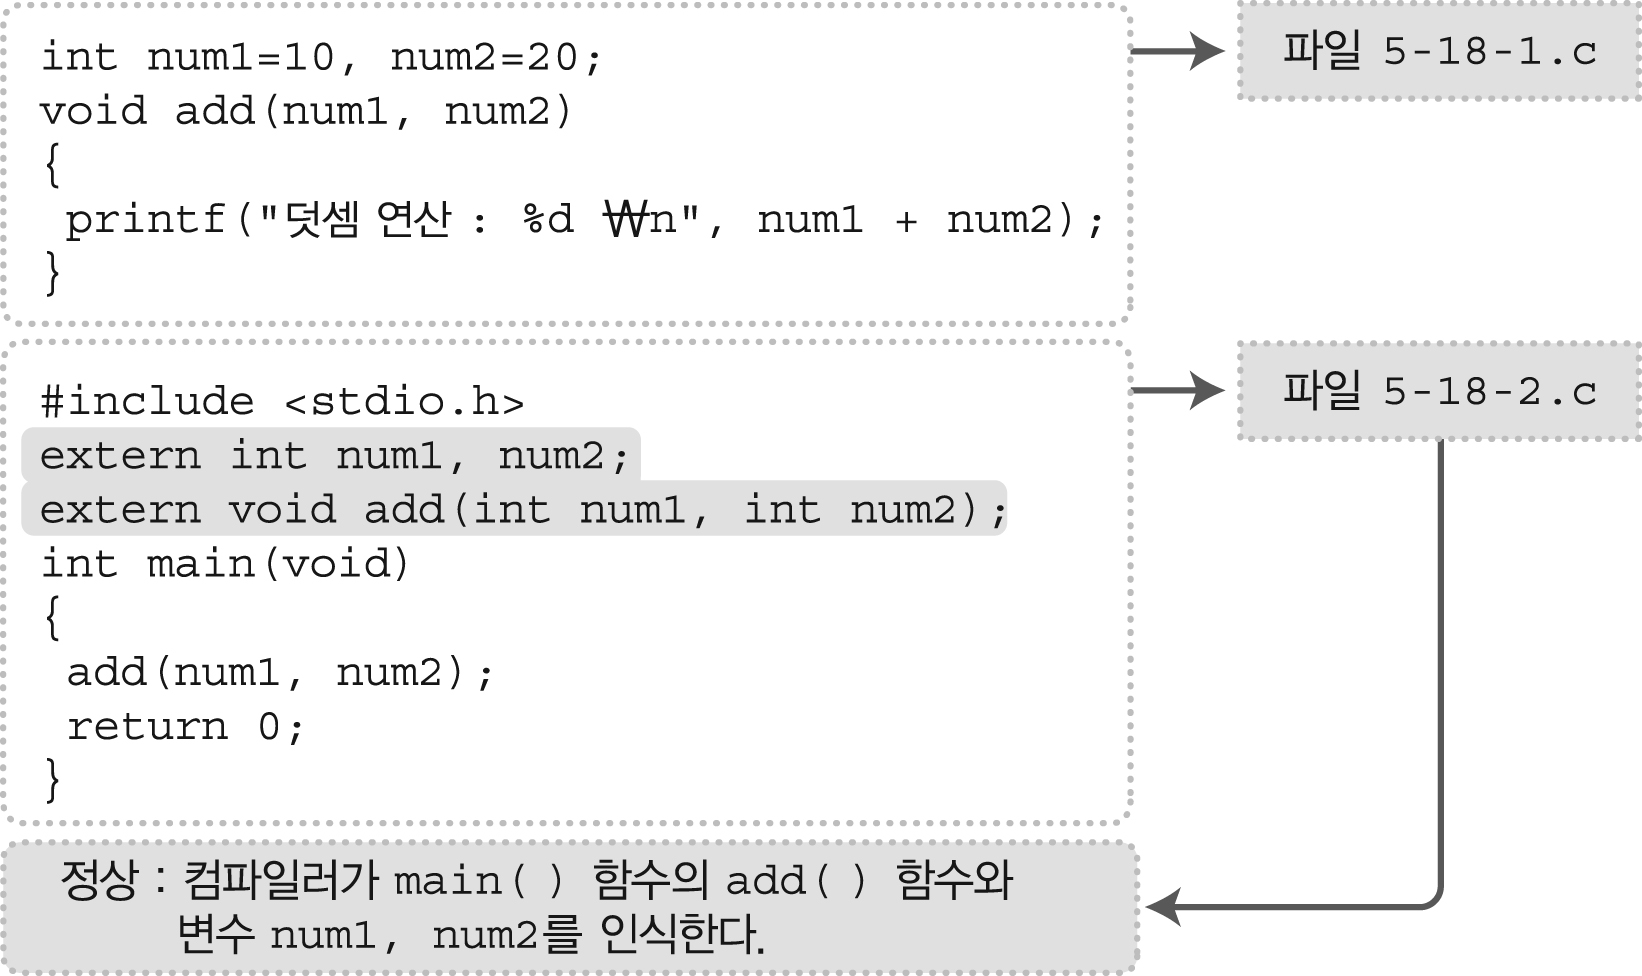 int num1=10, num2=20;
파일 5-18-1.c
void add(num1, num2)
{
printf("덧셈 연산 : %d ₩n", num1 + num2);
}
#include <stdio.h>
파일 5-18-2.c
extern int num1, num2;
extern void add(int num1, int num2);
int main(void)
{
add(num1, num2);
return 0;
}
정상 : 컴파일러가 main( ) 함수의 add( ) 함수와
변수 num1, num2를 인식한다.